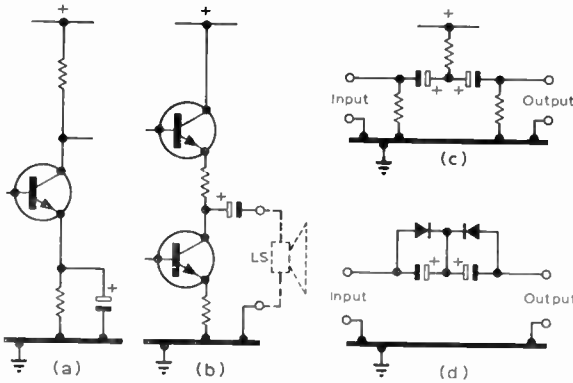 +
+
(a)
+
+
LS
(b)
+
+ +
Input
Output
(c)
+ +
Input
Output
(d)